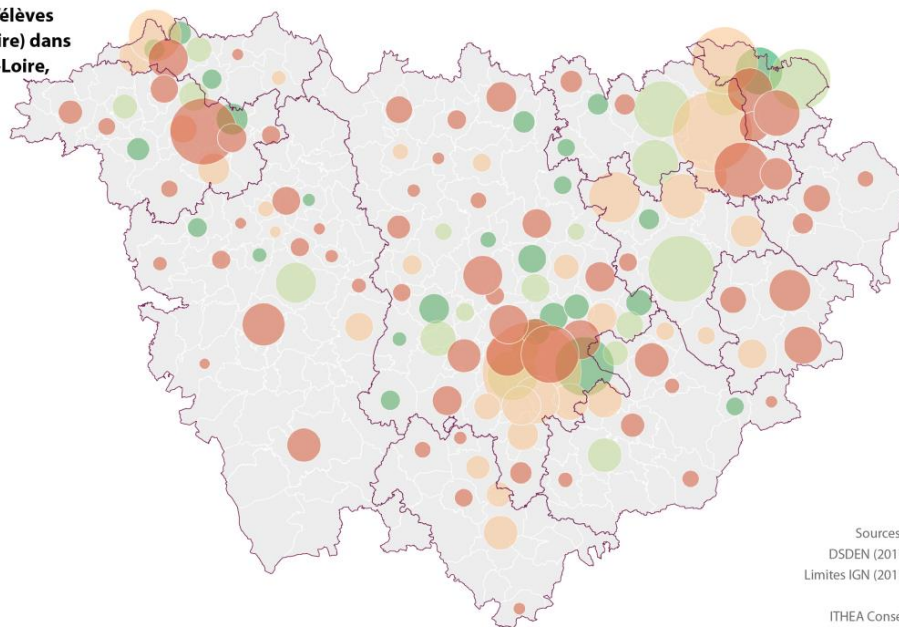 'élèves
ire) dans
-Loire,
Sources
DSDEN (201
Limites IGN (201
ITHEA Conse